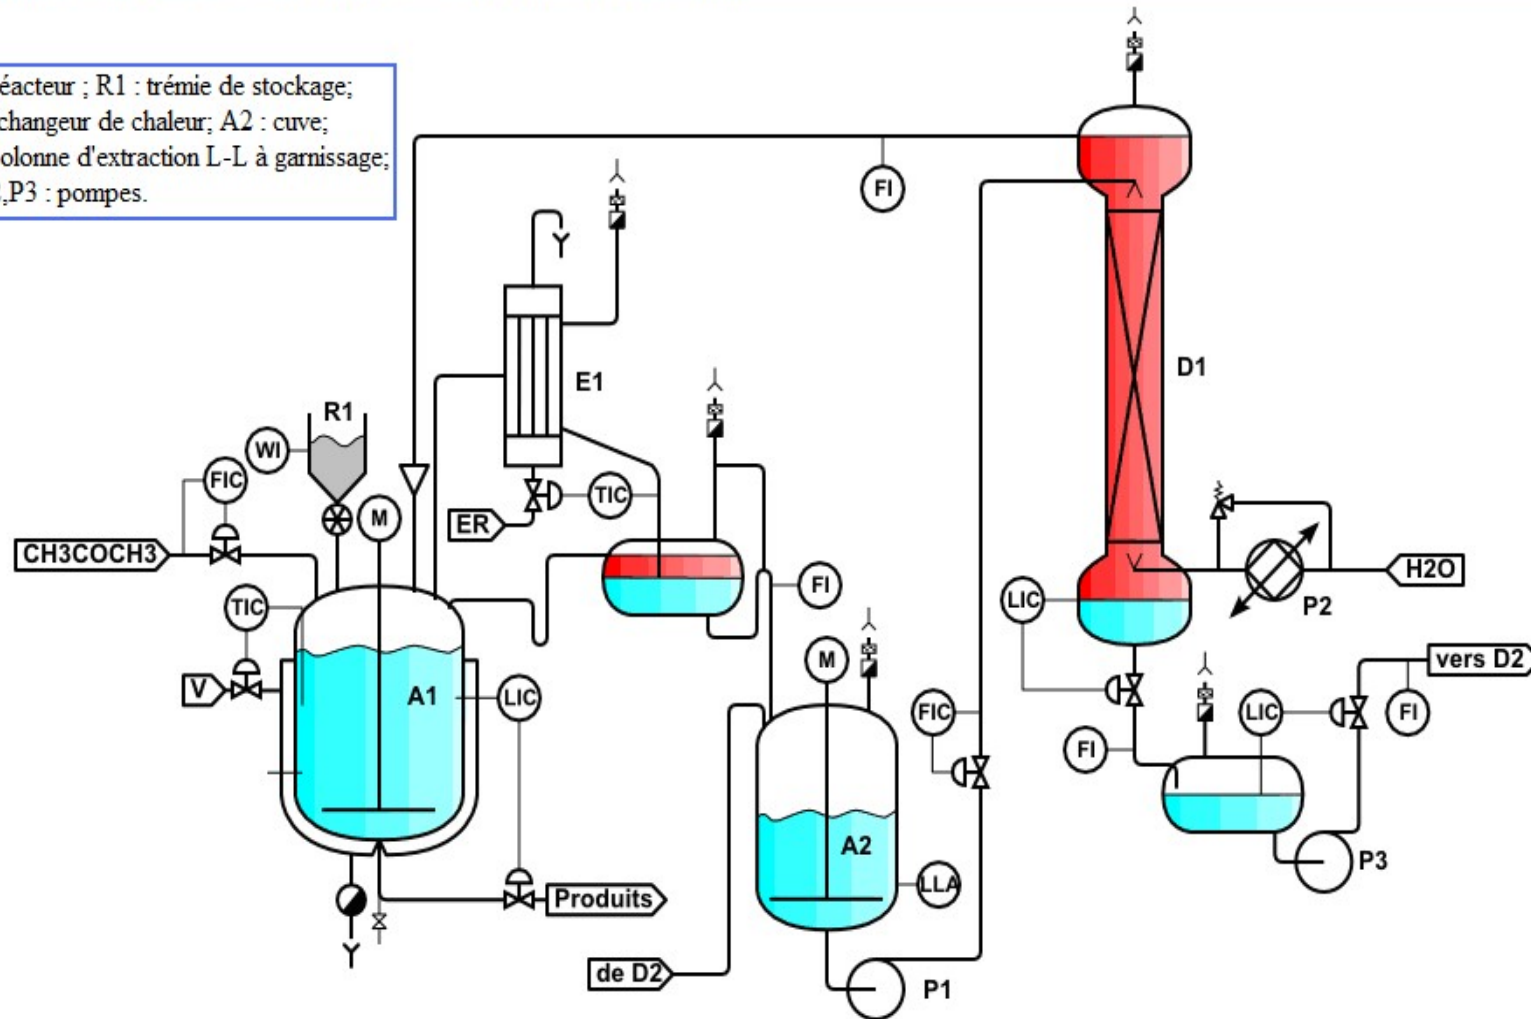 éacteur ; R1 : trémie de stockage;
changeur de chaleur; A2 : cuve;
olonne d'extraction L-L à garnissage;
,P3 : pompes.
FI
E1
D1
R1
WI
FIC
M
TIC
ER
CH3COCH3
H2O
P2
TIC
FI
LIC
V
A1
LIC
M
FIC
vers D2
LIC
FI
FI
A2
LLA
P3
Produits
de D2
P1